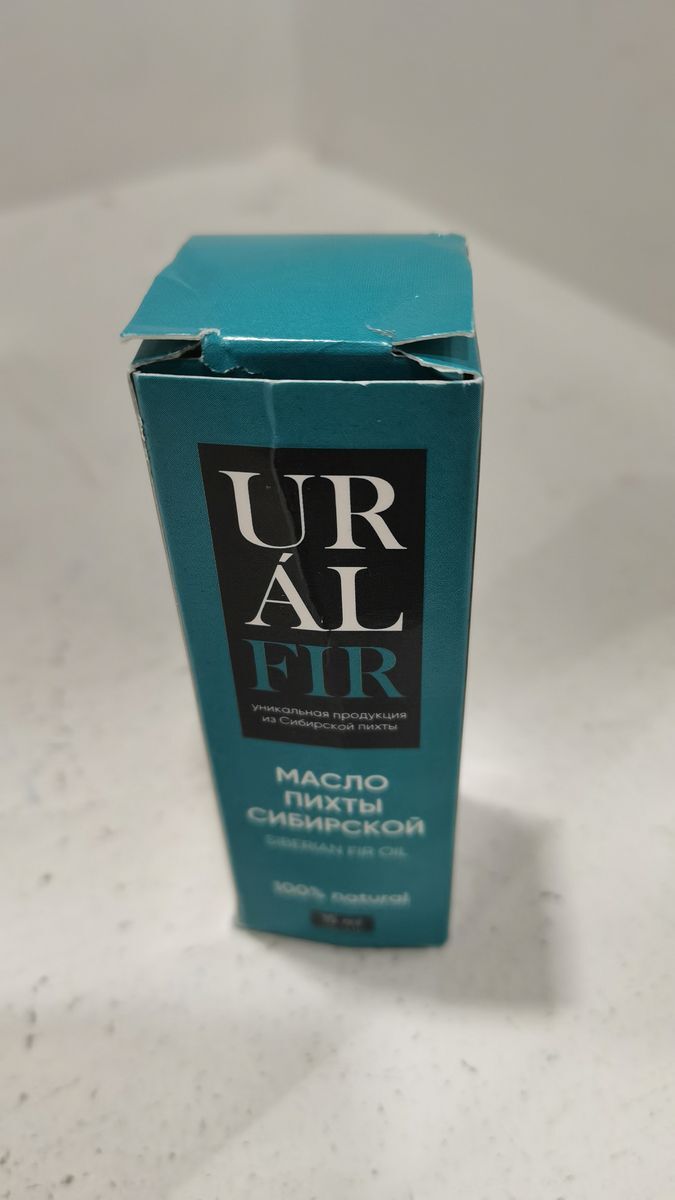 UR
ÁL
FIR
уникальная продукция
из Сибирской пихты
МАСЛО
ПИХТЫ
СИБИРСКОЙ
SIBERIAN FIR OIL
100% natural